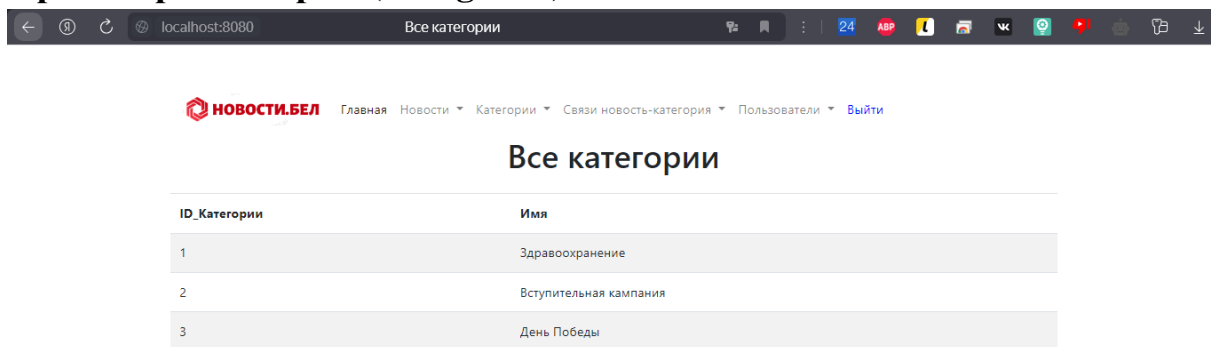 localhost:8080 Все категории 24 ABP L
НОВОСТИ.БЕЛ Главная Новости Категории Связи новость-категория Пользователи Выйти
Все категории
ID_Категории Имя
1 Здравоохранение
2 Вступительная кампания
3 День Победы